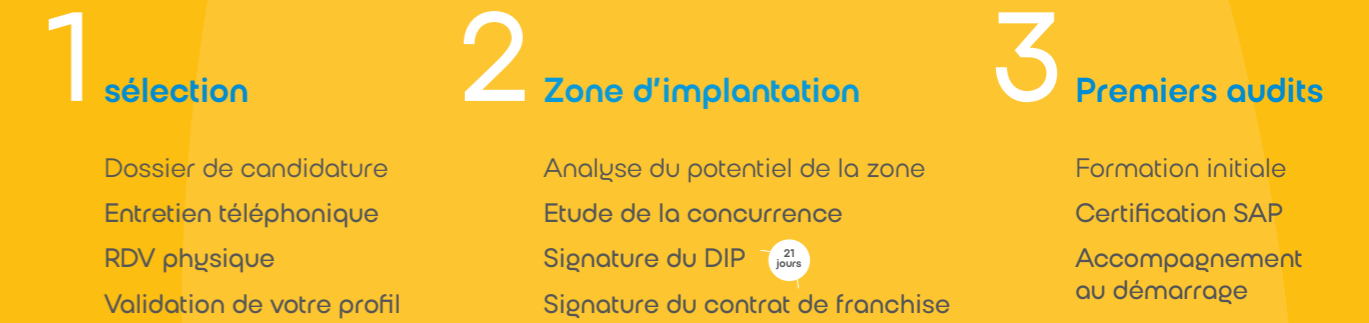 1 sélection
Dossier de candidature
Entretien téléphonique
RDV physique
Validation de votre profil
2 Zone d'implantation
Analyse du potentiel de la zone
Etude de la concurrence
Signature du DIP 21 jours
Signature du contrat de franchise
3 Premiers audits
Formation initiale
Certification SAP
Accompagnement
au démarrage